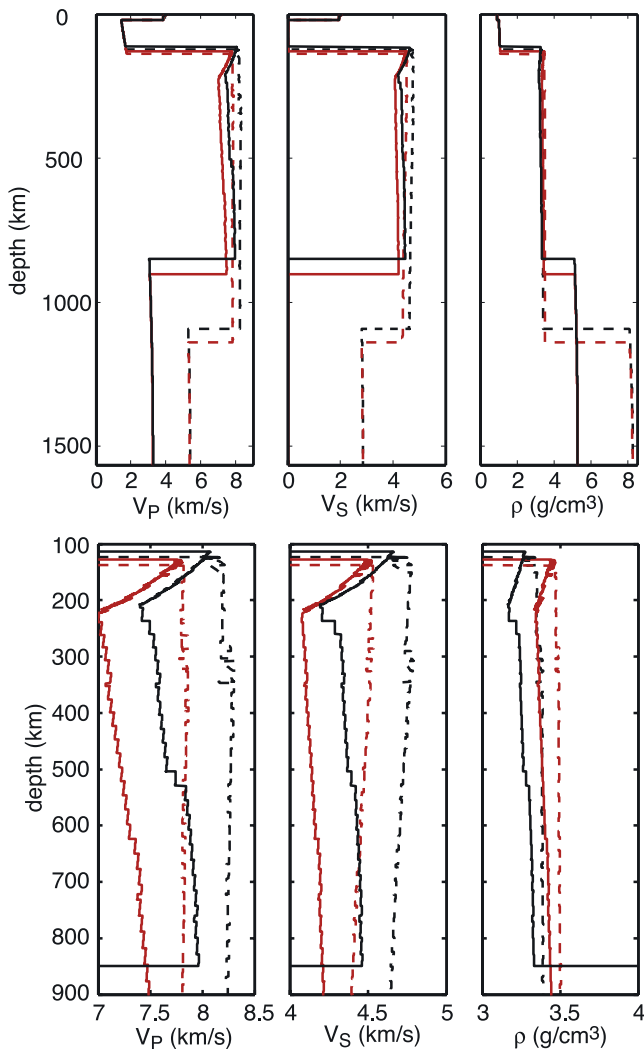 0
500
1000
1500
depth (km)
0 2 4 6 8
V_P (km/s)
0 2 4 6
V_S (km/s)
0 2 4 6 8
ρ (g/cm³)
100
200
300
400
500
600
700
800
900
depth (km)
7 7.5 8 8.5
V_P (km/s)
4 4.5 5
V_S (km/s)
3 3.5 4
ρ (g/cm³)